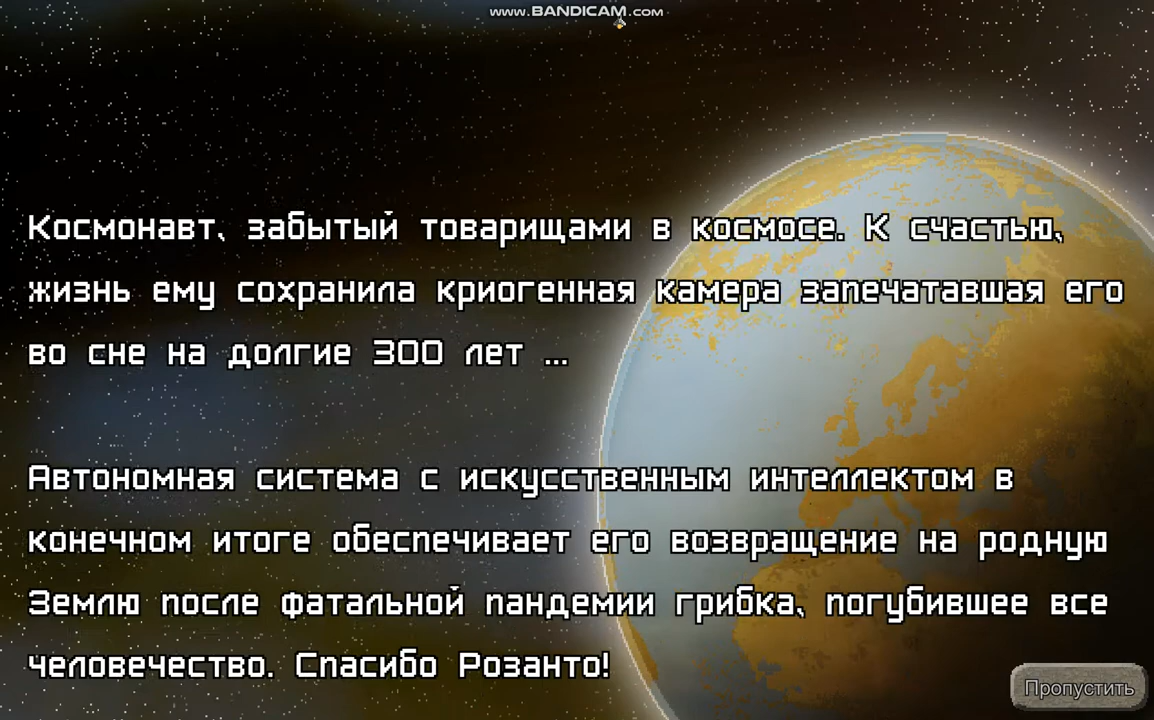 www.BANDICAM.com
Космонавт, забытый товарищами в космосе. К счастью,
жизнь ему сохранила криогенная камера запечатавшая его
во сне на долгие 300 лет ...
Автономная система с искусственным интеллектом в
конечном итоге обеспечивает его возвращение на родную
Землю после фатальной пандемии грибка, погубившее все
человечество. Спасибо Розанто!
Пропустить